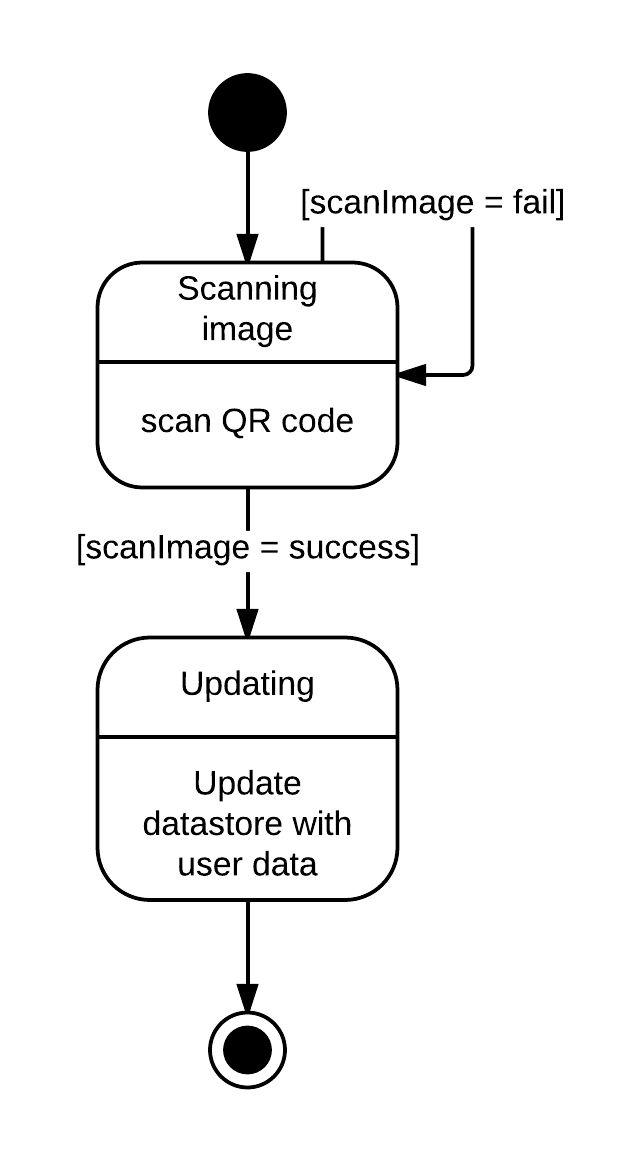 [scanImage = fail]
Scanning
image
scan QR code
[scanImage = success]
Updating
Update
datastore with
user data